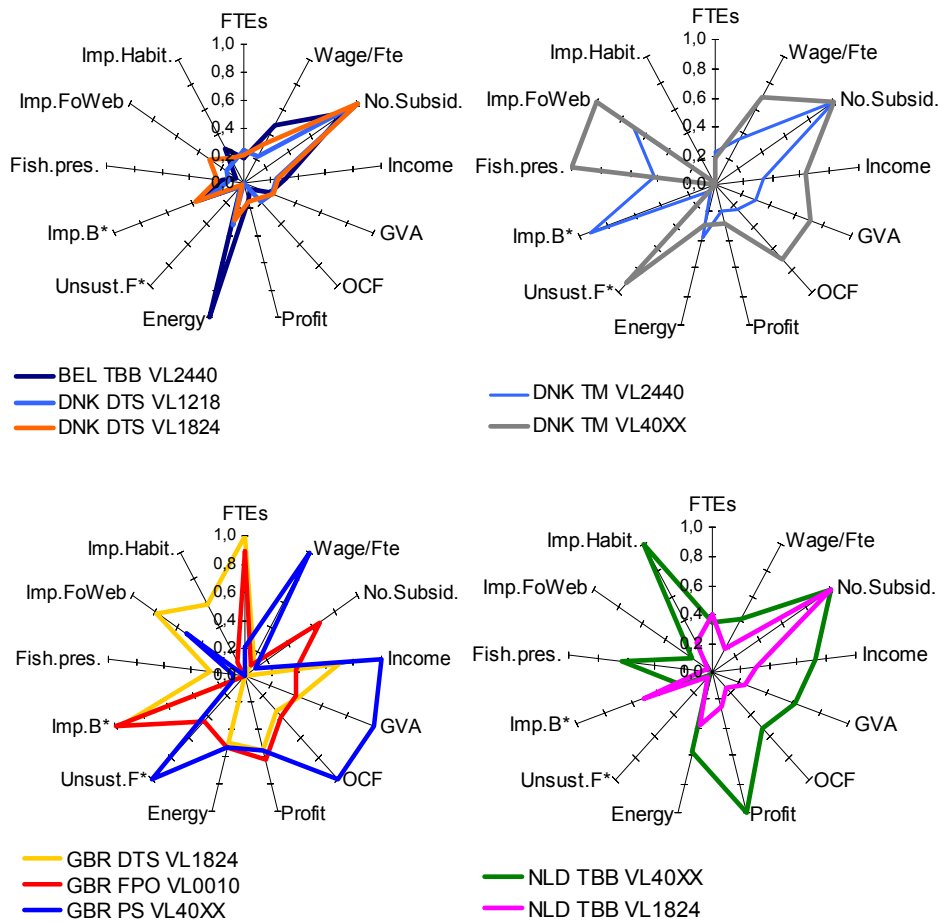 FTEs
Wage/Fte
No.Subsid.
Income
GVA
OCF
Profit
Energy
Unsust.F*
Imp.B*
Fish.pres.
Imp.FoWeb
Imp.Habit.
1,0
0,8
0,6
0,4
0,2
0,0
BEL TBB VL2440
DNK DTS VL1218
DNK DTS VL1824
FTEs
Wage/Fte
No.Subsid.
Income
GVA
OCF
Profit
Energy
Unsust.F*
Imp.B*
Fish.pres.
Imp.FoWeb
Imp.Habit.
1,0
0,8
0,6
0,4
0,2
0,0
DNK TM VL2440
DNK TM VL40XX
FTEs
Wage/Fte
No.Subsid.
Income
GVA
OCF
Profit
Energy
Unsust.F*
Imp.B*
Fish.pres.
Imp.FoWeb
Imp.Habit.
1,0
0,8
0,6
0,4
0,2
0,0
GBR DTS VL1824
GBR FPO VL0010
GBR PS VL40XX
FTEs
Wage/Fte
No.Subsid.
Income
GVA
OCF
Profit
Energy
Unsust.F*
Imp.B*
Fish.pres.
Imp.FoWeb
Imp.Habit.
1,0
0,8
0,6
0,4
0,2
0,0
NLD TBB VL40XX
NLD TBB VL1824